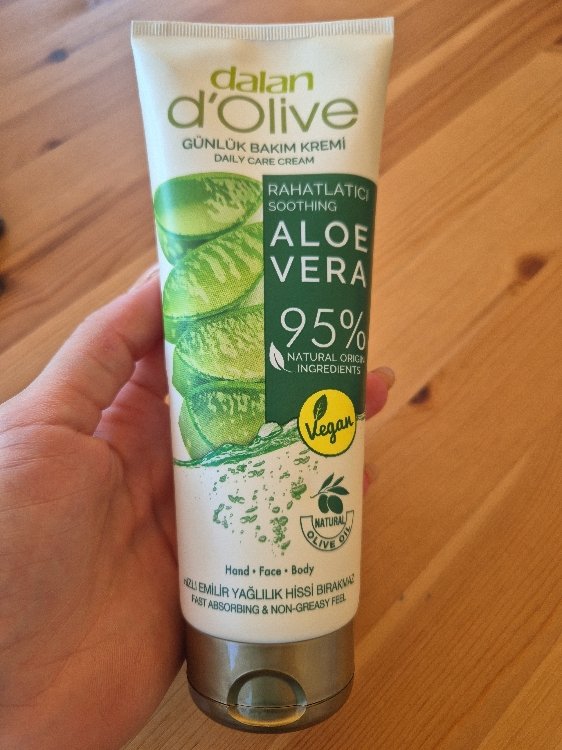 dalan
d'Olive
GÜNLÜK BAKIM KREMİ
DAILY CARE CREAM
RAHATLATICI
SOOTHING
ALOE
VERA
95%
NATURAL ORIGIN
INGREDIENTS
Vegan
NATURAL
OLIVE OIL
Hand • Face • Body
HIZLI EMİLİR YAĞLILIK HİSSİ BIRAKMAZ
FAST ABSORBING & NON-GREASY FEEL